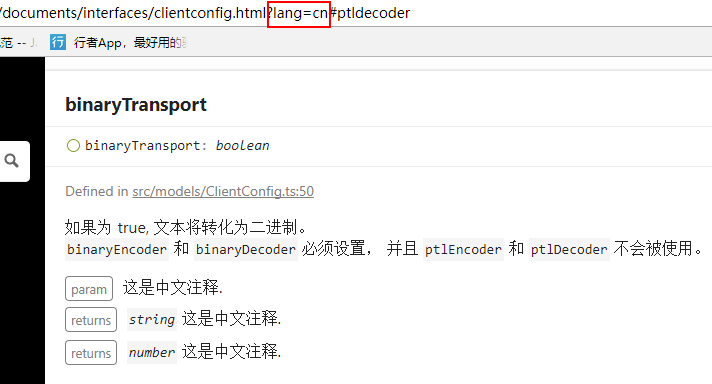 /documents/interfaces/clientconfig.html?lang=cn#ptldecoder
范 -- J
行 行者App，最好用的
binaryTransport
binaryTransport: boolean
Defined in src/models/ClientConfig.ts:50
如果为 true, 文本将转化为二进制。
binaryEncoder 和 binaryDecoder 必须设置， 并且 ptlEncoder 和 ptlDecoder 不会被使用。
param 这是中文注释.
returns string 这是中文注释.
returns number 这是中文注释.